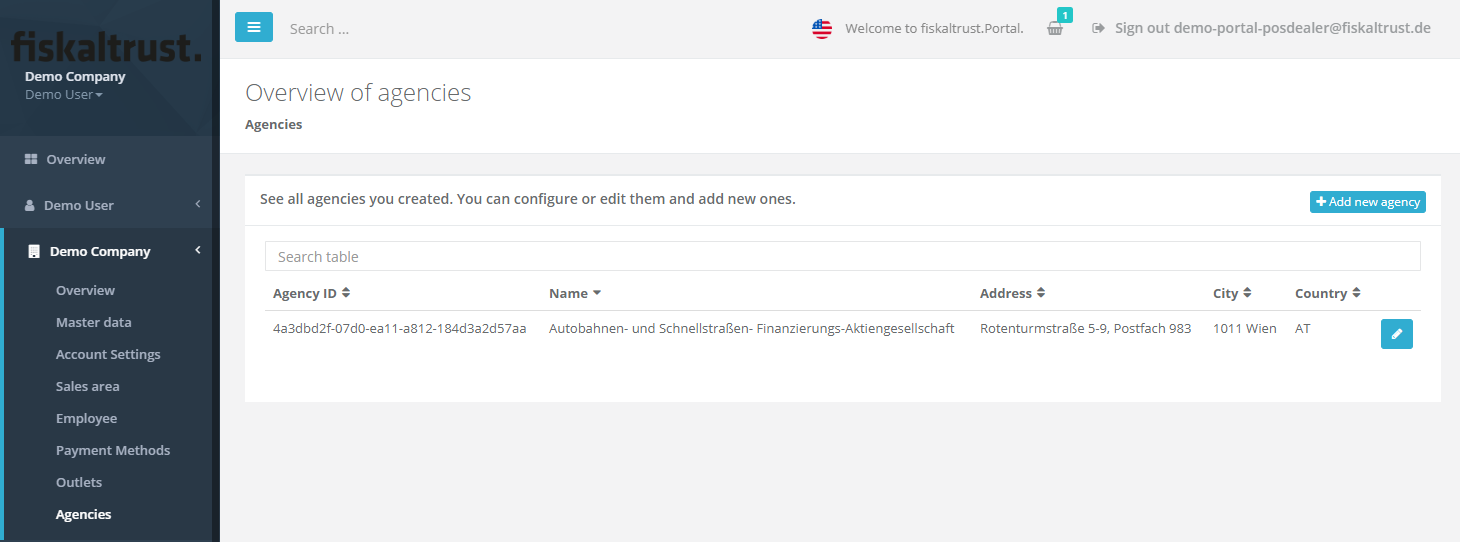 fiskaltrust.
Demo Company
Demo User
Overview
Demo User
Demo Company
Overview
Master data
Account Settings
Sales area
Employee
Payment Methods
Outlets
Agencies
Search ...
Welcome to fiskaltrust.Portal.
1
Sign out demo-portal-posdealer@fiskaltrust.de
Overview of agencies
Agencies
See all agencies you created. You can configure or edit them and add new ones.
Add new agency
Search table
Agency ID Name Address City Country
4a3dbd2f-07d0-ea11-a812-184d3a2d57aa Autobahnen- und Schnellstraßen- Finanzierungs-Aktiengesellschaft Rotenturmstraße 5-9, Postfach 983 1011 Wien AT